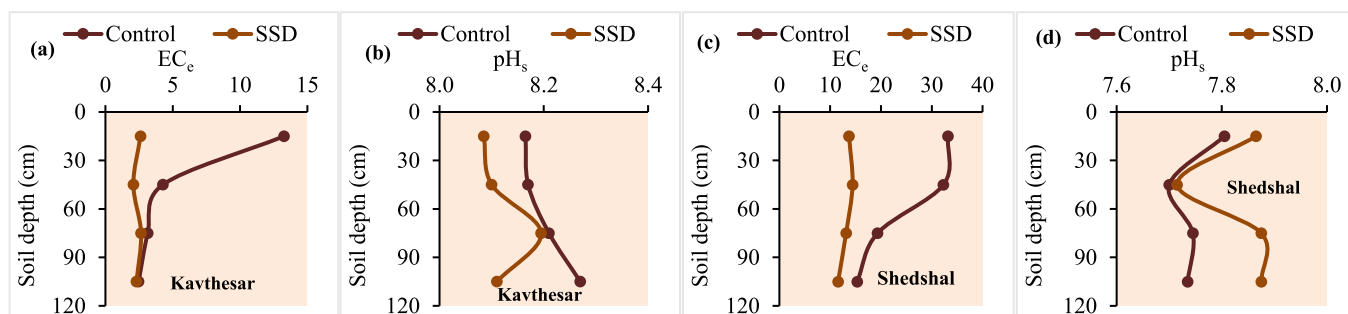 (a)
Control SSD
ECe
0 5 10 15
0
30
60
90
120
Soil depth (cm)
Kavthesar
(b)
Control SSD
pHs
8.0 8.2 8.4
0
30
60
90
120
Soil depth (cm)
Kavthesar
(c)
Control SSD
ECe
0 10 20 30 40
0
30
60
90
120
Soil depth (cm)
Shedshal
(d)
Control SSD
pHs
7.6 7.8 8.0
0
30
60
90
120
Soil depth (cm)
Shedshal